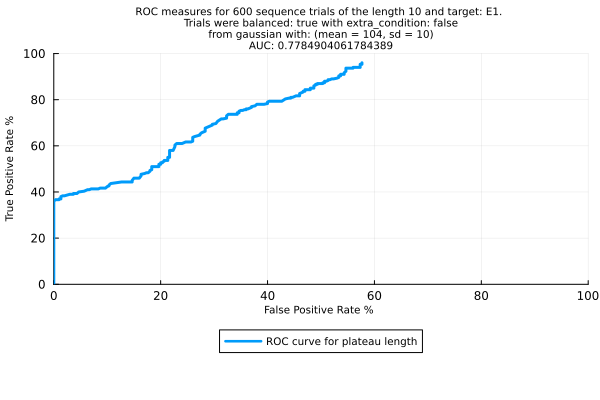 ROC measures for 600 sequence trials of the length 10 and target: E1.
Trials were balanced: true with extra_condition: false
from gaussian with: (mean = 104, sd = 10)
AUC: 0.7784904061784389
100
80
60
40
20
0
True Positive Rate %
0 20 40 60 80 100
False Positive Rate %
ROC curve for plateau length